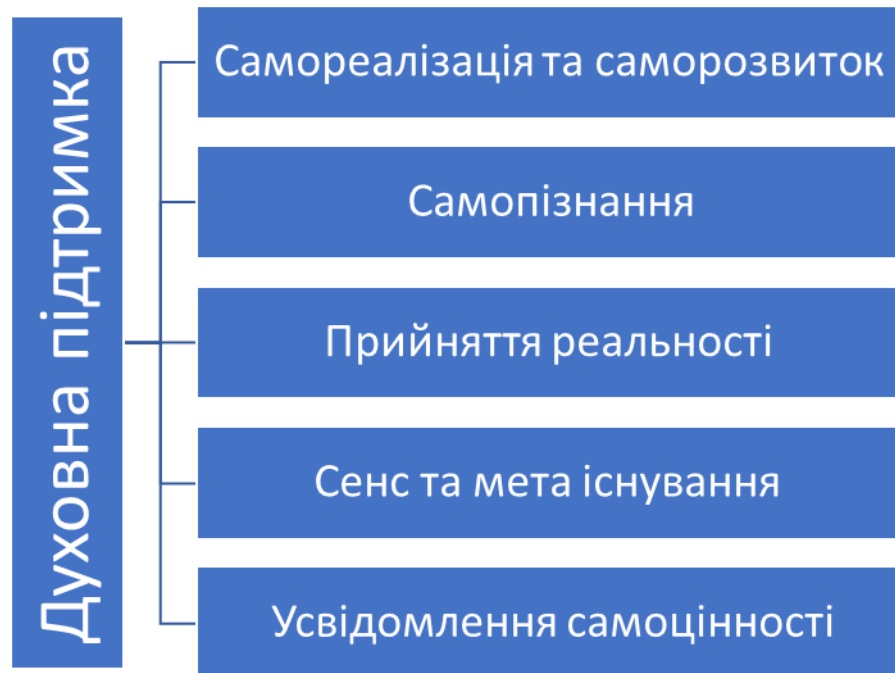 Духовна підтримка
Самореалізація та саморозвиток
Самопізнання
Прийняття реальності
Сенс та мета існування
Усвідомлення самоцінності